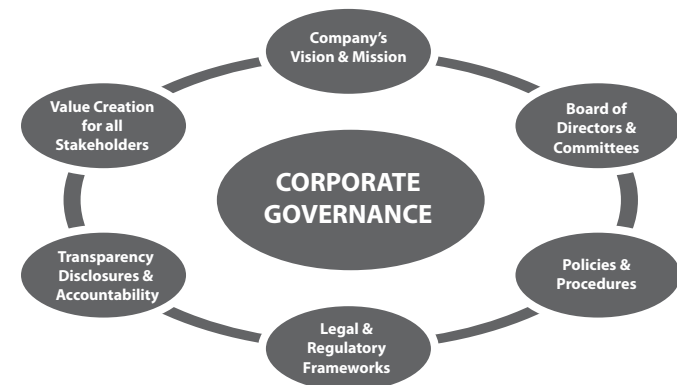 Company’s
Vision & Mission
Value Creation
for all
Stakeholders
Board of
Directors &
Committees
CORPORATE
GOVERNANCE
Transparency
Disclosures &
Accountability
Policies &
Procedures
Legal &
Regulatory
Frameworks